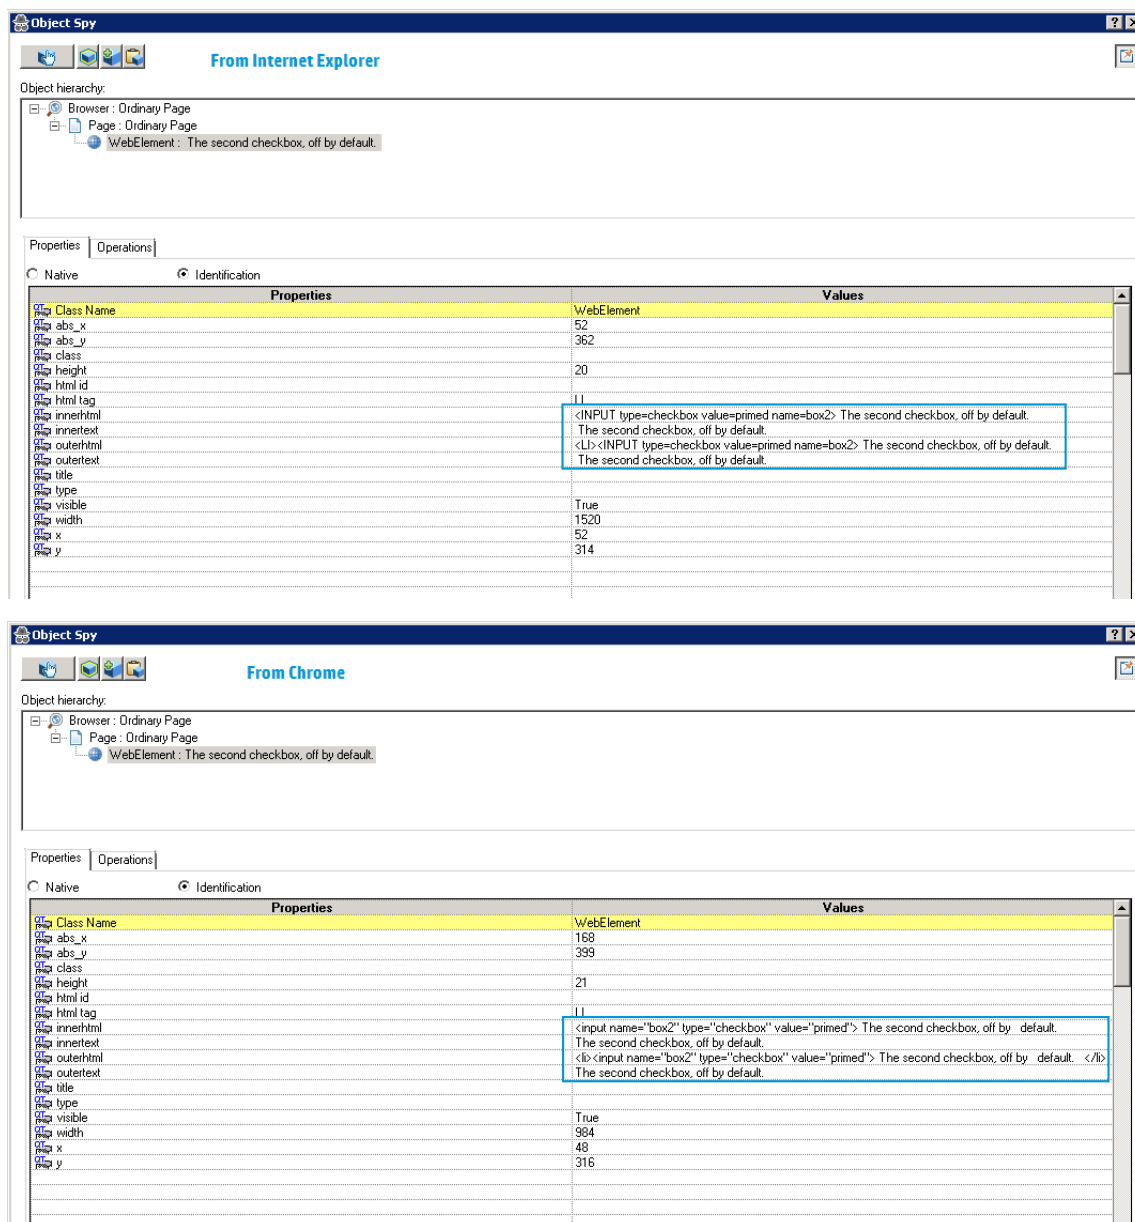 Object Spy
From Internet Explorer
Object hierarchy:
Browser : Ordinary Page
Page : Ordinary Page
WebElement : The second checkbox, off by default.
Properties Operations
Native Identification
Properties Values
Class Name WebElement
abs_x 52
abs_y 362
class
height 20
html id
html tag LI
innerhtml <INPUT type=checkbox value=primed name=box2> The second checkbox, off by default.
innertext The second checkbox, off by default.
outerhtml <LI><INPUT type=checkbox value=primed name=box2> The second checkbox, off by default.
outertext The second checkbox, off by default.
title
type
visible True
width 1520
x 52
y 314
Object Spy
From Chrome
Object hierarchy:
Browser : Ordinary Page
Page : Ordinary Page
WebElement : The second checkbox, off by default.
Properties Operations
Native Identification
Properties Values
Class Name WebElement
abs_x 168
abs_y 399
class
height 21
html id
html tag LI
innerhtml <input name="box2" type="checkbox" value="primed"> The second checkbox, off by   default.
innertext The second checkbox, off by default.
outerhtml <li><input name="box2" type="checkbox" value="primed"> The second checkbox, off by   default.   </li>
outertext The second checkbox, off by default.
title
type
visible True
width 984
x 48
y 316